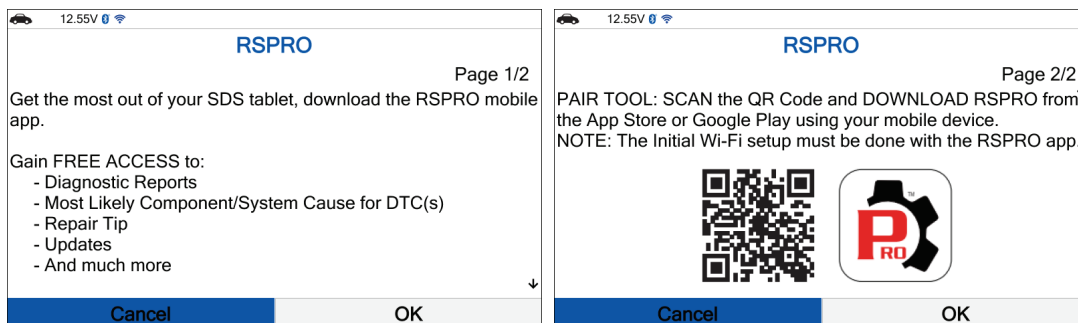 12.55V
RSPRO
Page 1/2
Get the most out of your SDS tablet, download the RSPRO mobile
app.
Gain FREE ACCESS to:
- Diagnostic Reports
- Most Likely Component/System Cause for DTC(s)
- Repair Tip
- Updates
- And much more
Cancel OK
12.55V
RSPRO
Page 2/2
PAIR TOOL: SCAN the QR Code and DOWNLOAD RSPRO from
the App Store or Google Play using your mobile device.
NOTE: The Initial Wi-Fi setup must be done with the RSPRO app.
TM
PRO
Cancel OK